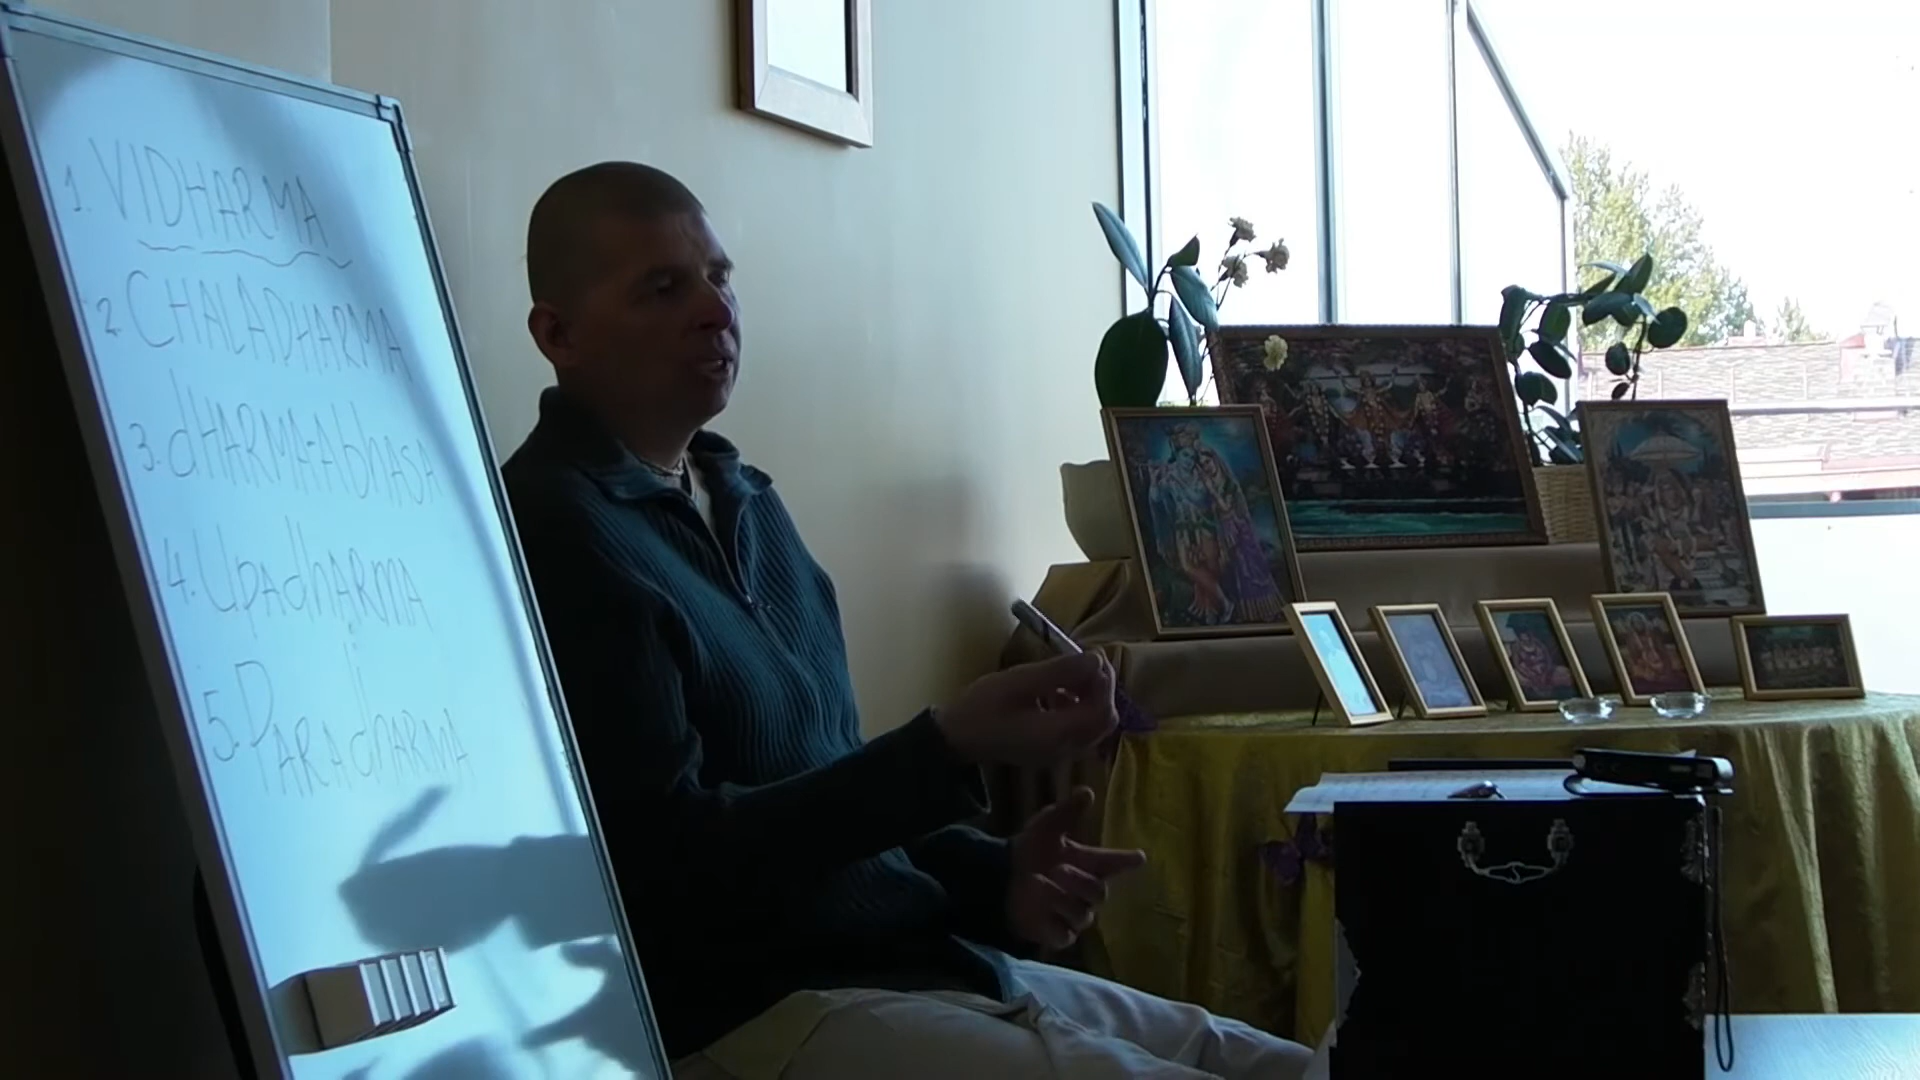 1. VIDHARMA
2. CHALADHARMA
3. dHARMA-AbhASA
4. UpAdhARMA
5. PARAdhARMA